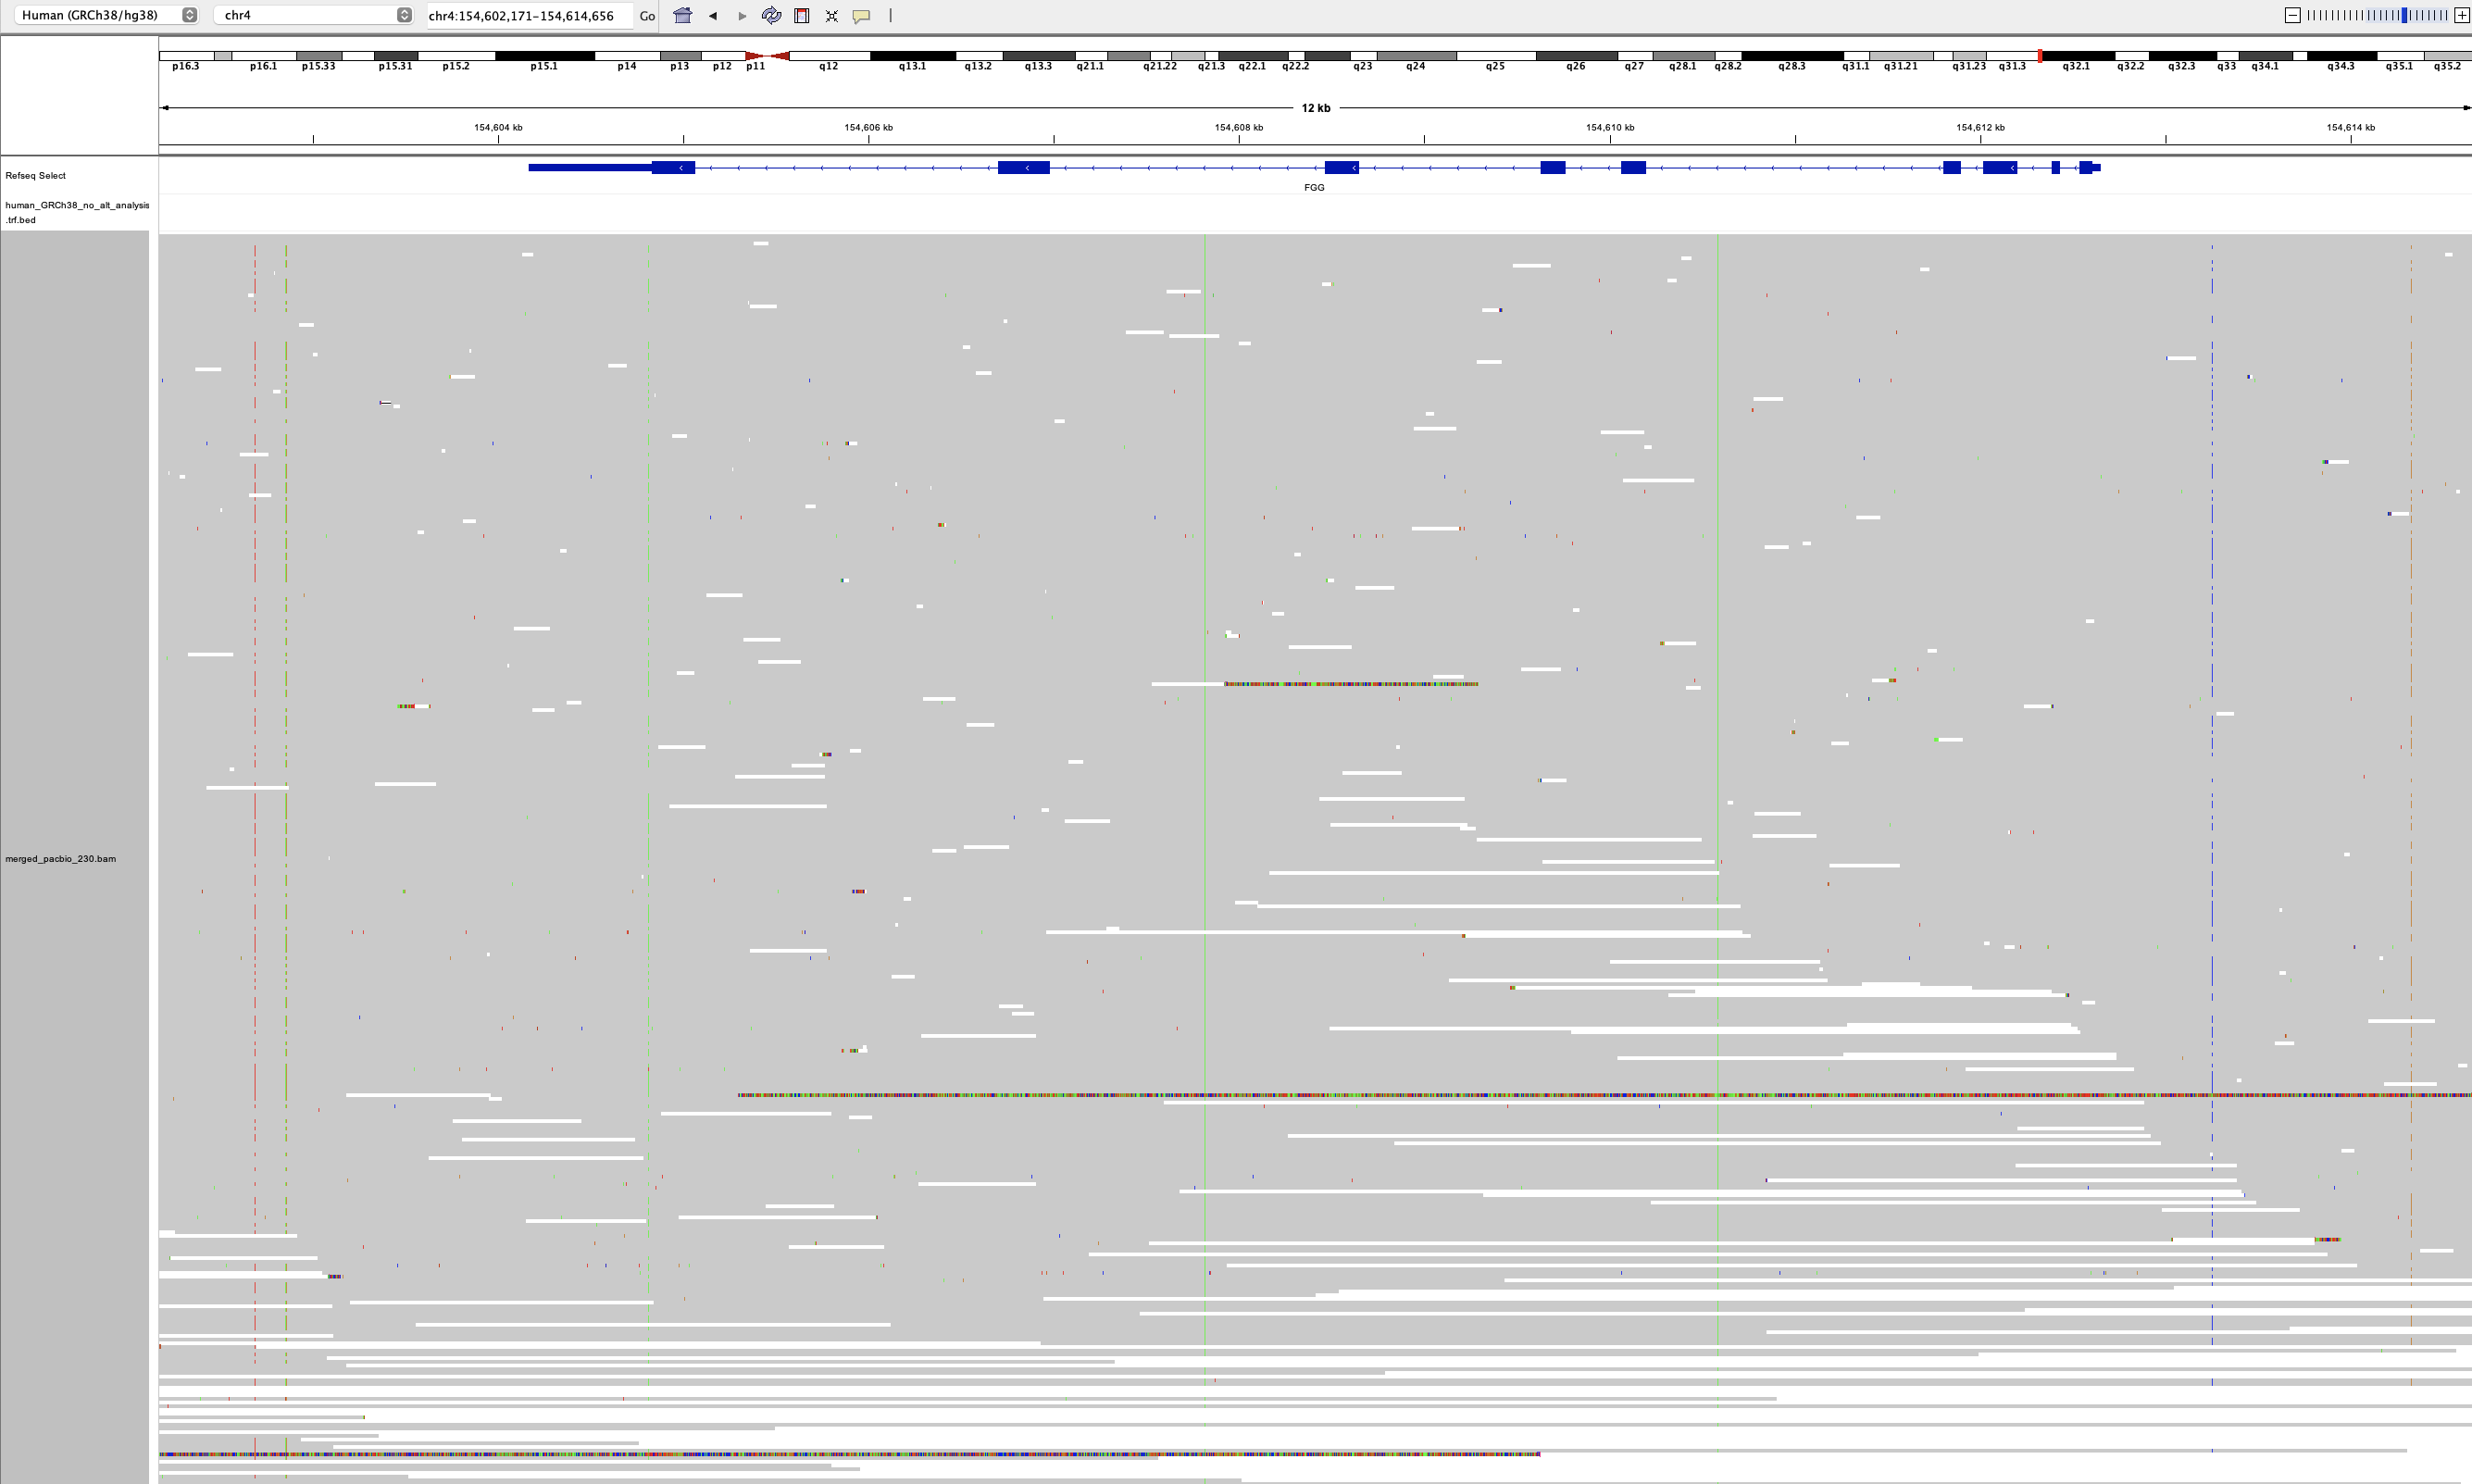 Human (GRCh38/hg38) chr4 chr4:154,602,171-154,614,656 Go
p16.3 p16.1 p15.33 p15.31 p15.2 p15.1 p14 p13 p12 p11 q12 q13.1 q13.2 q13.3 q21.1 q21.22 q21.3 q22.1 q22.2 q23 q24 q25 q26 q27 q28.1 q28.2 q28.3 q31.1 q31.21 q31.23 q31.3 q32.1 q32.2 q32.3 q33 q34.1 q34.3 q35.1 q35.2
12 kb
154,604 kb 154,606 kb 154,608 kb 154,610 kb 154,612 kb 154,614 kb
Refseq Select
FGG
human_GRCh38_no_alt_analysis
.trf.bed
merged_pacbio_230.bam